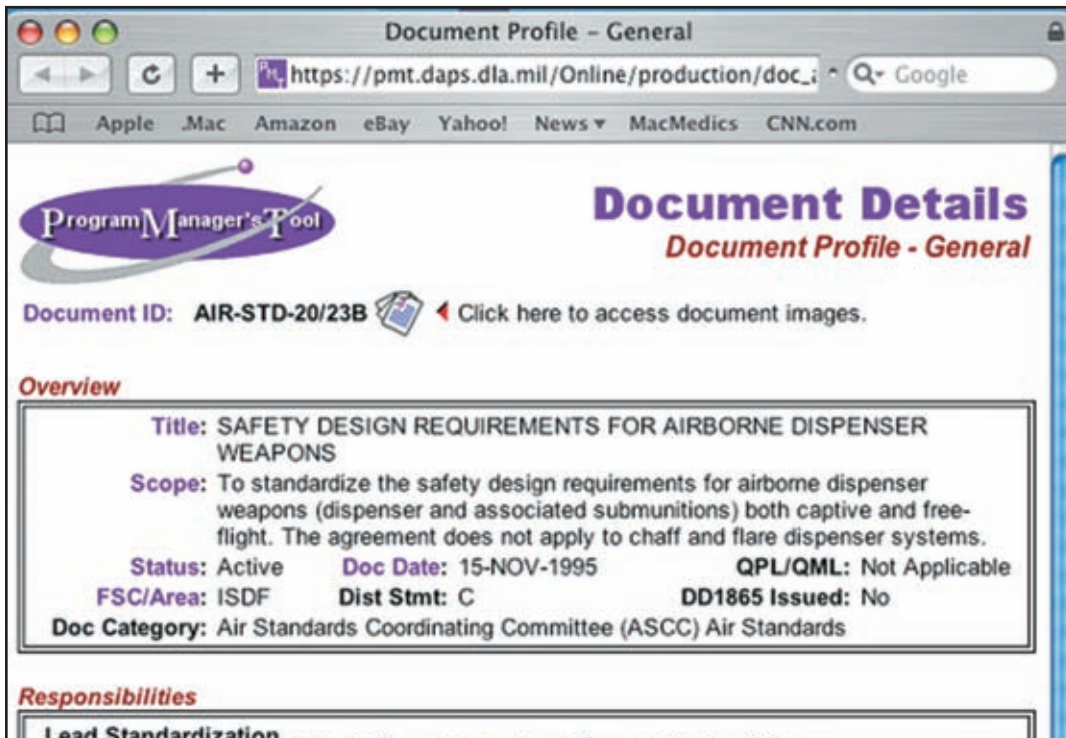 Document Profile – General
https://pmt.daps.dla.mil/Online/production/doc_
Google
Apple .Mac Amazon eBay Yahoo! News ▾ MacMedics CNN.com
Program Manager's Tool
Document Details
Document Profile - General
Document ID: AIR-STD-20/23B Click here to access document images.
Overview
Title: SAFETY DESIGN REQUIREMENTS FOR AIRBORNE DISPENSER
WEAPONS
Scope: To standardize the safety design requirements for airborne dispenser
weapons (dispenser and associated submunitions) both captive and free-
flight. The agreement does not apply to chaff and flare dispenser systems.
Status: Active Doc Date: 15-NOV-1995 QPL/QML: Not Applicable
FSC/Area: ISDF Dist Stmt: C DD1865 Issued: No
Doc Category: Air Standards Coordinating Committee (ASCC) Air Standards
Responsibilities
Lead Standardization